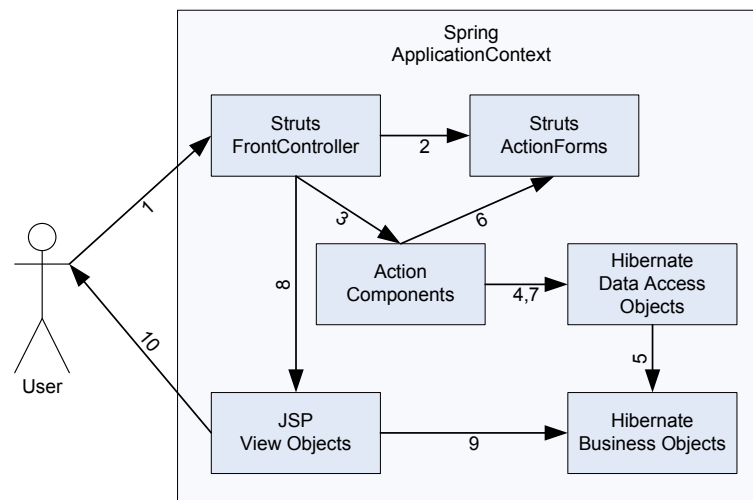 Spring
ApplicationContext
Struts
FrontController
2
Struts
ActionForms
1
3
6
Action
Components
4,7
Hibernate
Data Access
Objects
8
10
5
User
JSP
View Objects
9
Hibernate
Business Objects